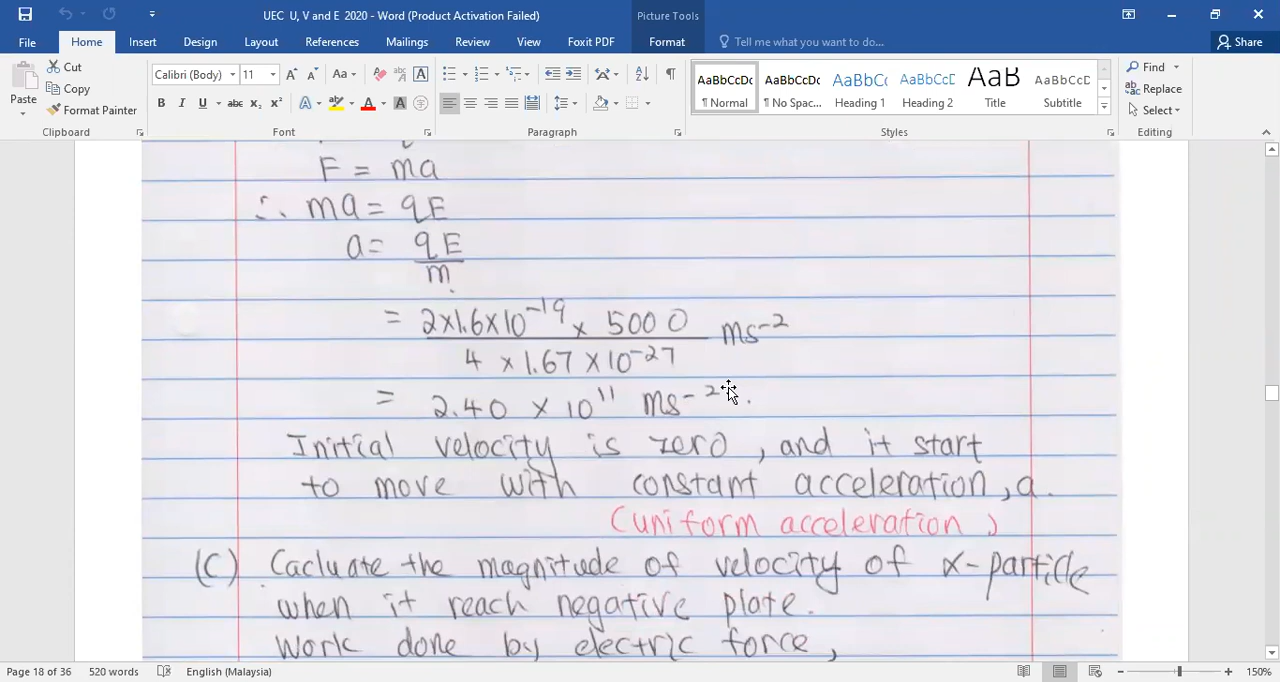 UEC U, V and E 2020 - Word (Product Activation Failed)
Picture Tools
File Home Insert Design Layout References Mailings Review View Foxit PDF Format Tell me what you want to do... Share
Paste
Cut
Copy
Format Painter
Clipboard
Calibri (Body) 11
Font
Paragraph
AaBbCcDc AaBbCcDc AaBbCc AaBbCcD AaB AaBbCcD
¶ Normal ¶ No Spac... Heading 1 Heading 2 Title Subtitle
Styles
Find
Replace
Select
Editing
F = ma
∴ ma = qE
a = qE
m
= 2×1.6×10⁻¹⁹ × 5000 ms⁻²
4 × 1.67 × 10⁻²⁷
= 2.40 × 10¹¹ ms⁻².
Initial velocity is zero, and it start
to move with constant acceleration, a.
(uniform acceleration)
(C) Cacluate the magnitude of velocity of α-particle
when it reach negative plate.
Work done by electric force,
Page 18 of 36 520 words English (Malaysia) 150%